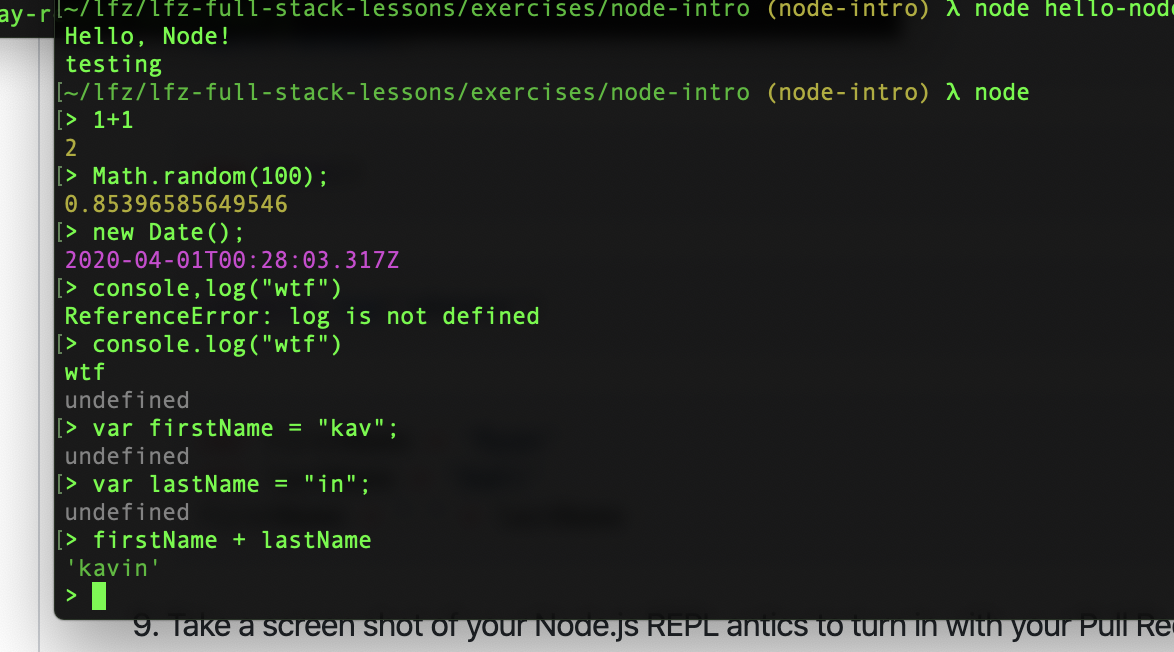 [~/lfz/lfz-full-stack-lessons/exercises/node-intro (node-intro) λ node
Hello, Node!
testing
[~/lfz/lfz-full-stack-lessons/exercises/node-intro (node-intro) λ node
[> 1+1
2
[> Math.random(100);
0.85396585649546
[> new Date();
2020-04-01T00:28:03.317Z
[> console,log("wtf")
ReferenceError: log is not defined
[> console.log("wtf")
wtf
undefined
[> var firstName = "kav";
undefined
[> var lastName = "in";
undefined
[> firstName + lastName
'kavin'
>
9. Take a screen shot of your Node.js REPL antics to turn in with your Pull